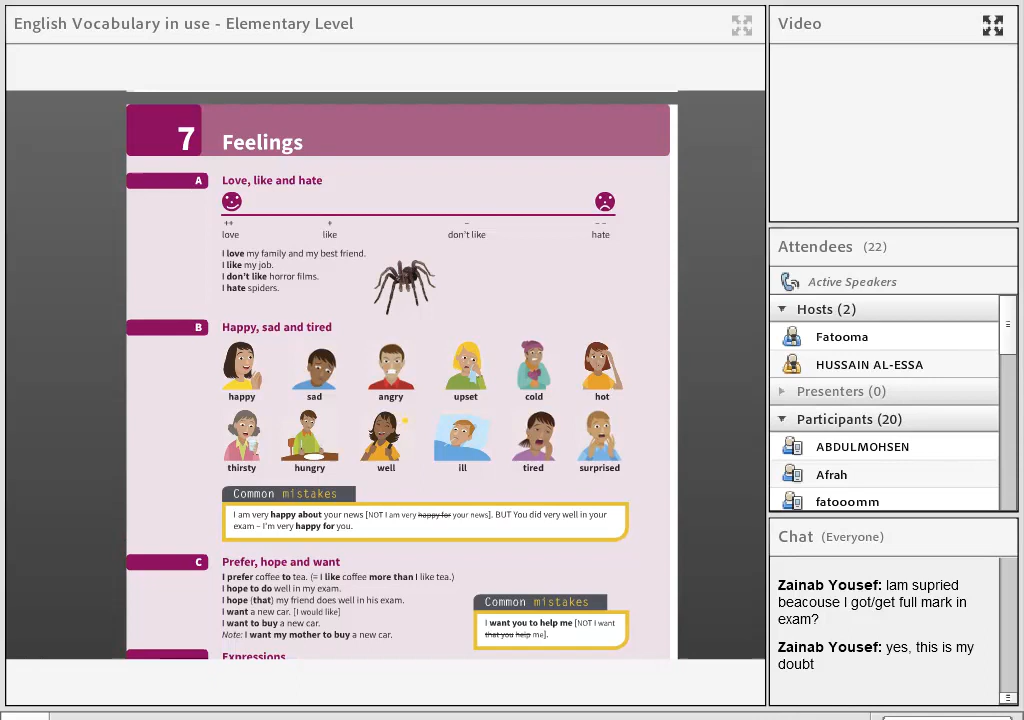 English Vocabulary in use - Elementary Level
7
Feelings
A
Love, like and hate
++ + – – –
love like don't like hate
I love my family and my best friend.
I like my job.
I don't like horror films.
I hate spiders.
B
Happy, sad and tired
happy sad angry upset cold hot
thirsty hungry well ill tired surprised
Common mistakes
I am very happy about your news [NOT I am very happy for your news]. BUT You did very well in your
exam – I'm very happy for you.
C
Prefer, hope and want
I prefer coffee to tea. (= I like coffee more than I like tea.)
I hope to do well in my exam.
I hope (that) my friend does well in his exam.
I want a new car. [I would like]
I want to buy a new car.
Note: I want my mother to buy a new car.
Common mistakes
I want you to help me [NOT I want
that you help me].
Expressions
Video
Attendees (22)
Active Speakers
Hosts (2)
Fatooma
HUSSAIN AL-ESSA
Presenters (0)
Participants (20)
ABDULMOHSEN
Afrah
fatooomm
Chat (Everyone)
Zainab Yousef: Iam supried
beacouse I got/get full mark in
exam?
Zainab Yousef: yes, this is my
doubt